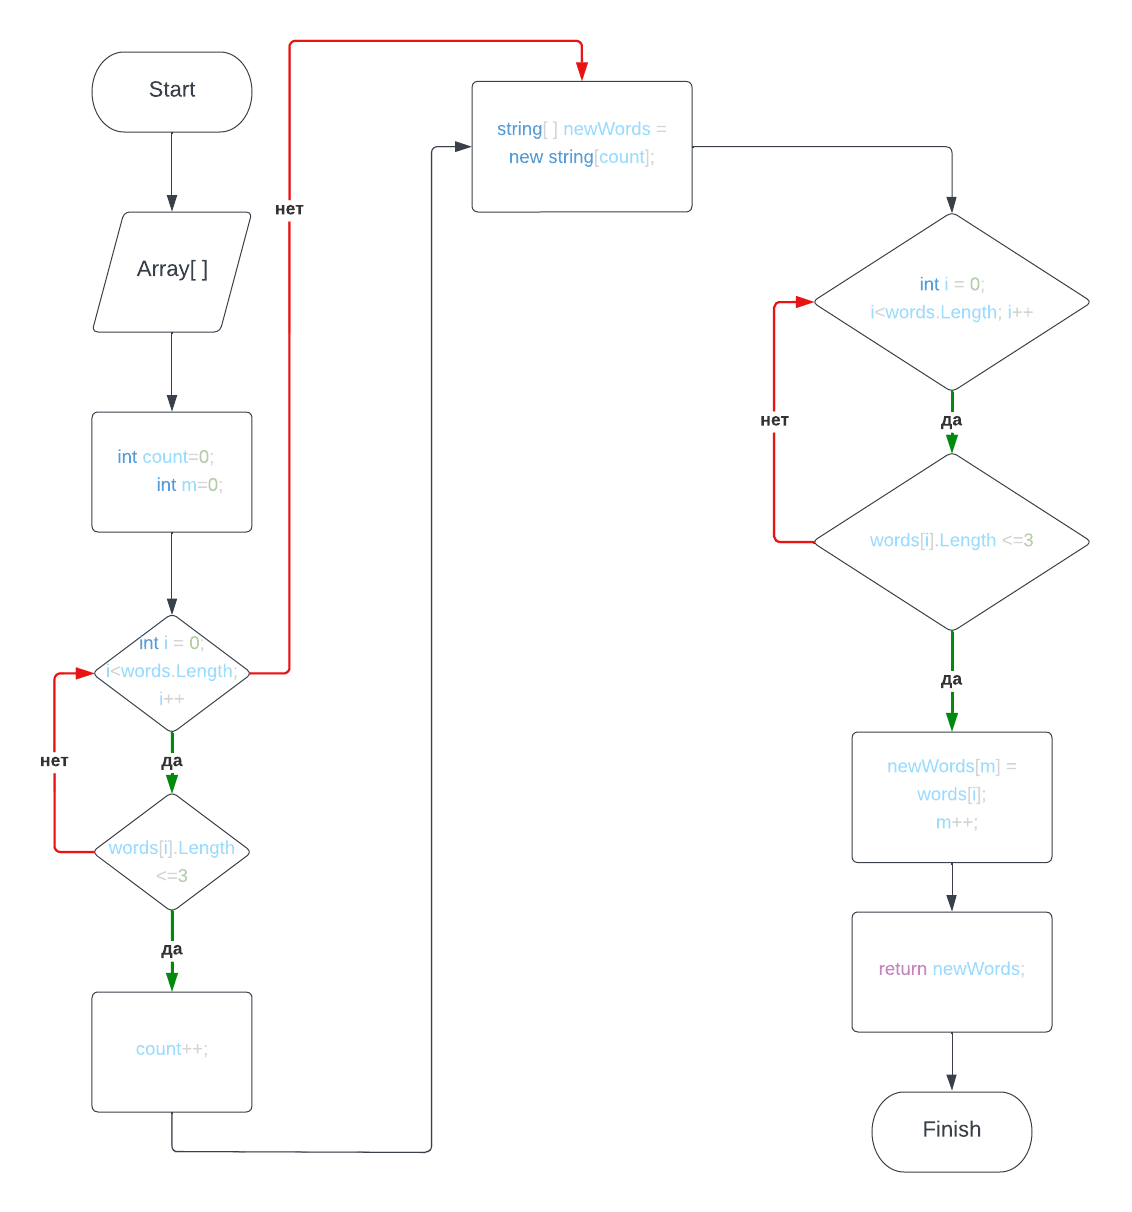 Start
Array[ ]
int count=0;
int m=0;
int i = 0;
i<words.Length;
i++
нет
да
words[i].Length
<=3
да
count++;
нет
string[ ] newWords =
new string[count];
int i = 0;
i<words.Length; i++
нет
да
words[i].Length <=3
да
newWords[m] =
words[i];
m++;
return newWords;
Finish